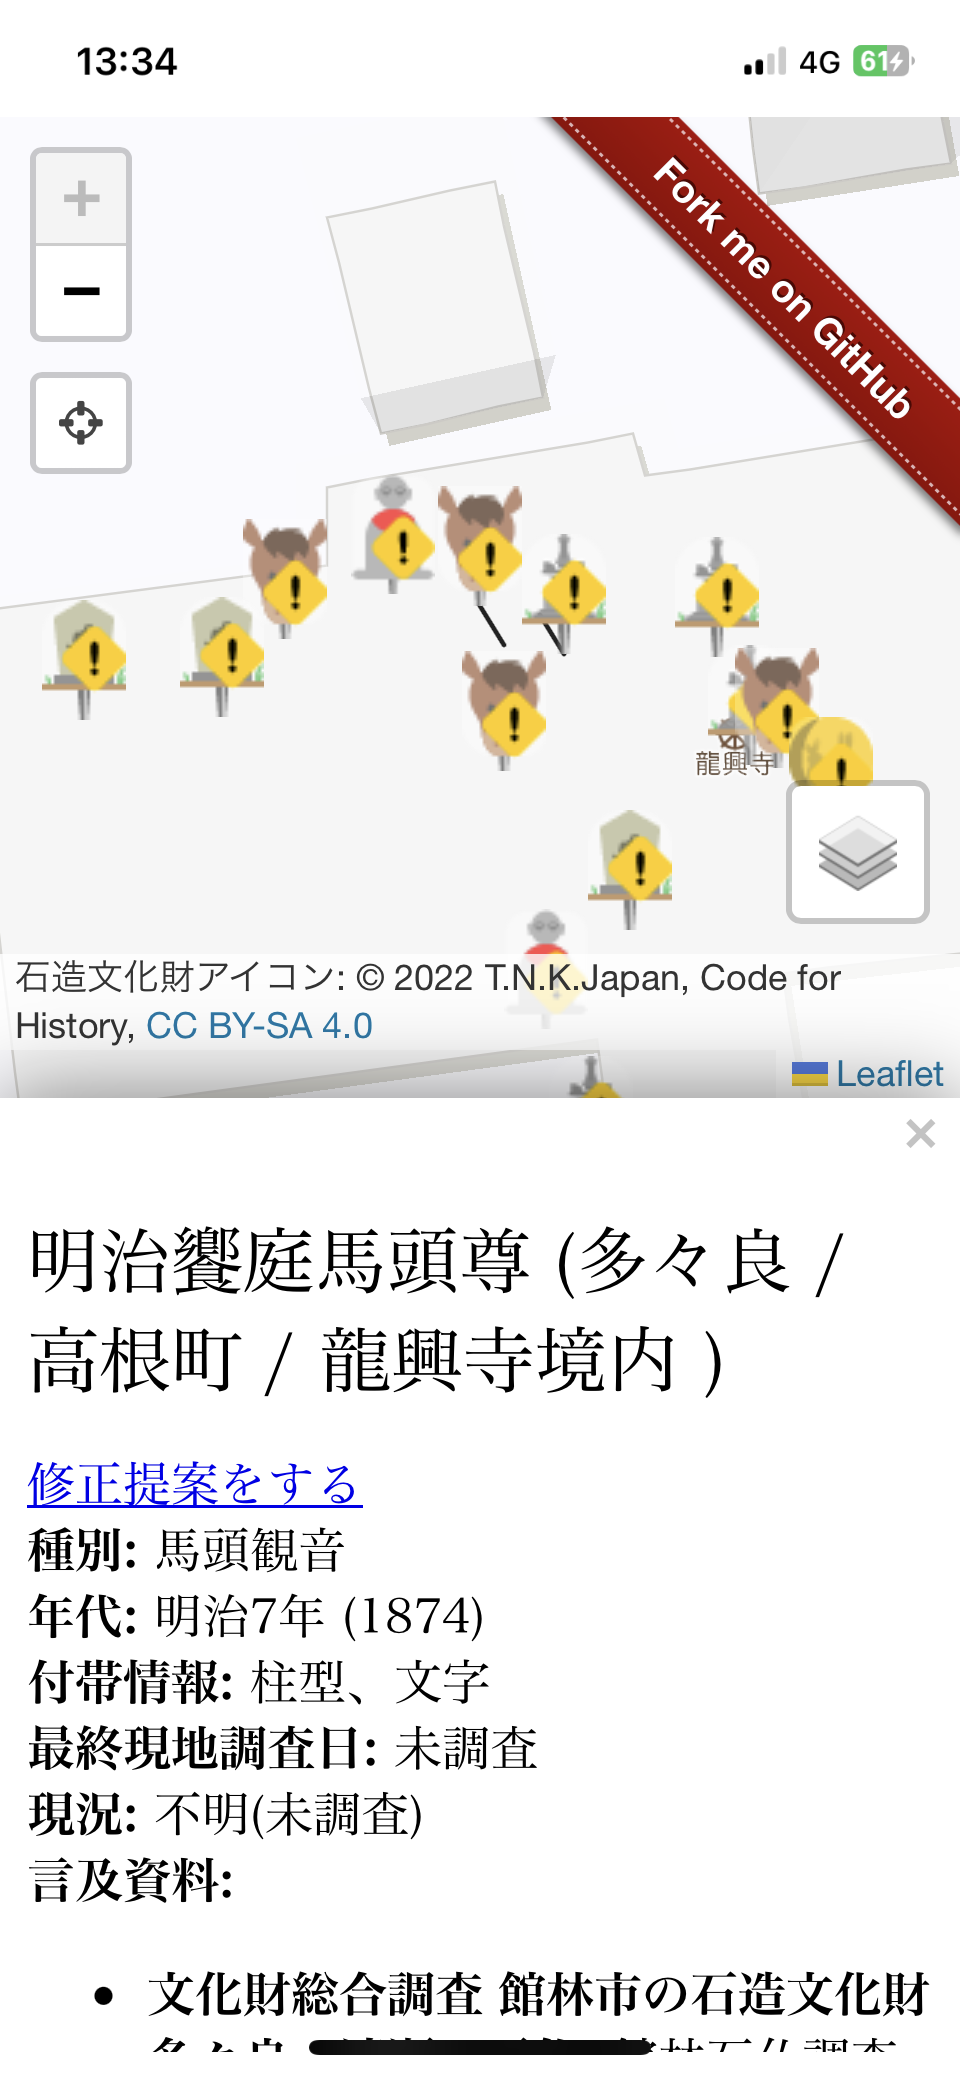 13:34
4G
61
+
−
Fork me on GitHub
龍興寺
石造文化財アイコン: © 2022 T.N.K.Japan, Code for
History, CC BY-SA 4.0
Leaflet
×
明治饗庭馬頭尊 (多々良 /
高根町 / 龍興寺境内 )
修正提案をする
種別: 馬頭観音
年代: 明治7年 (1874)
付帯情報: 柱型、文字
最終現地調査日: 未調査
現況: 不明(未調査)
言及資料:
• 文化財総合調査 館林市の石造文化財